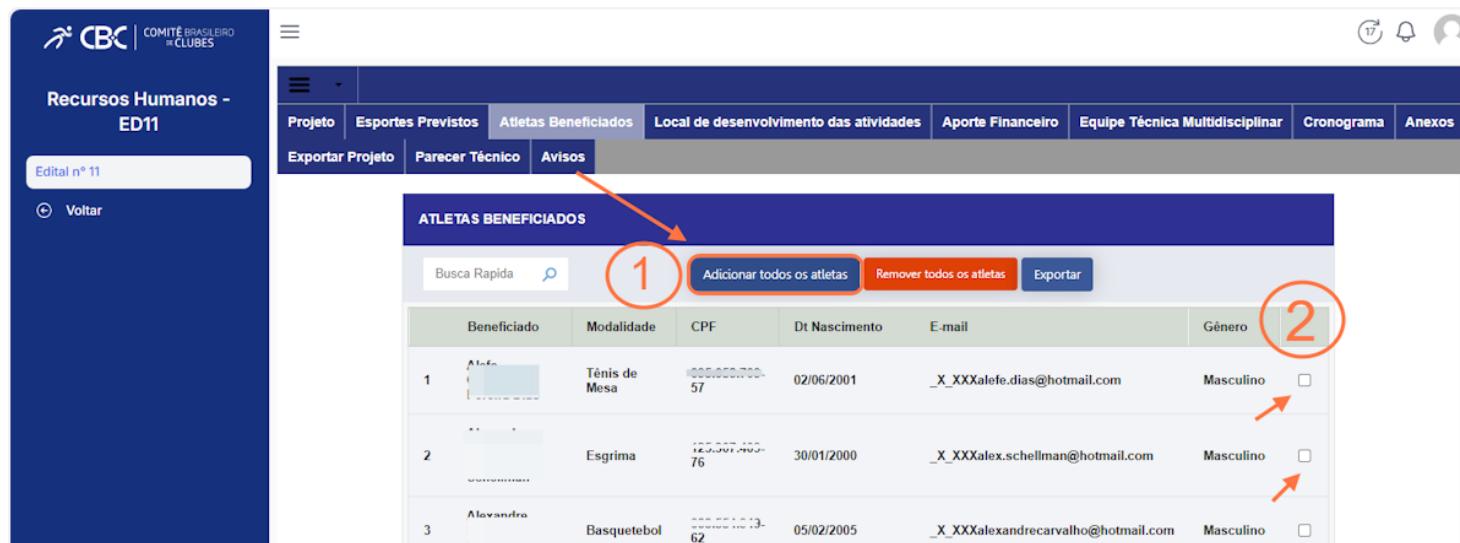 CBC COMITÊ BRASILEIRO DE CLUBES
17
Recursos Humanos -
ED11
Edital nº 11
Voltar
Projeto Esportes Previstos Atletas Beneficiados Local de desenvolvimento das atividades Aporte Financeiro Equipe Técnica Multidisciplinar Cronograma Anexos
Exportar Projeto Parecer Técnico Avisos
ATLETAS BENEFICIADOS
Busca Rapida 1 Adicionar todos os atletas Remover todos os atletas Exportar
2
Beneficiado Modalidade CPF Dt Nascimento E-mail Gênero
1 Tênis de Mesa 57 02/06/2001 _X_XXXalefe.dias@hotmail.com Masculino
2 Esgrima 76 30/01/2000 _X_XXXalex.schellman@hotmail.com Masculino
3 Alexandre Basquetebol 62 05/02/2005 _X_XXXalexandrecarvalho@hotmail.com Masculino